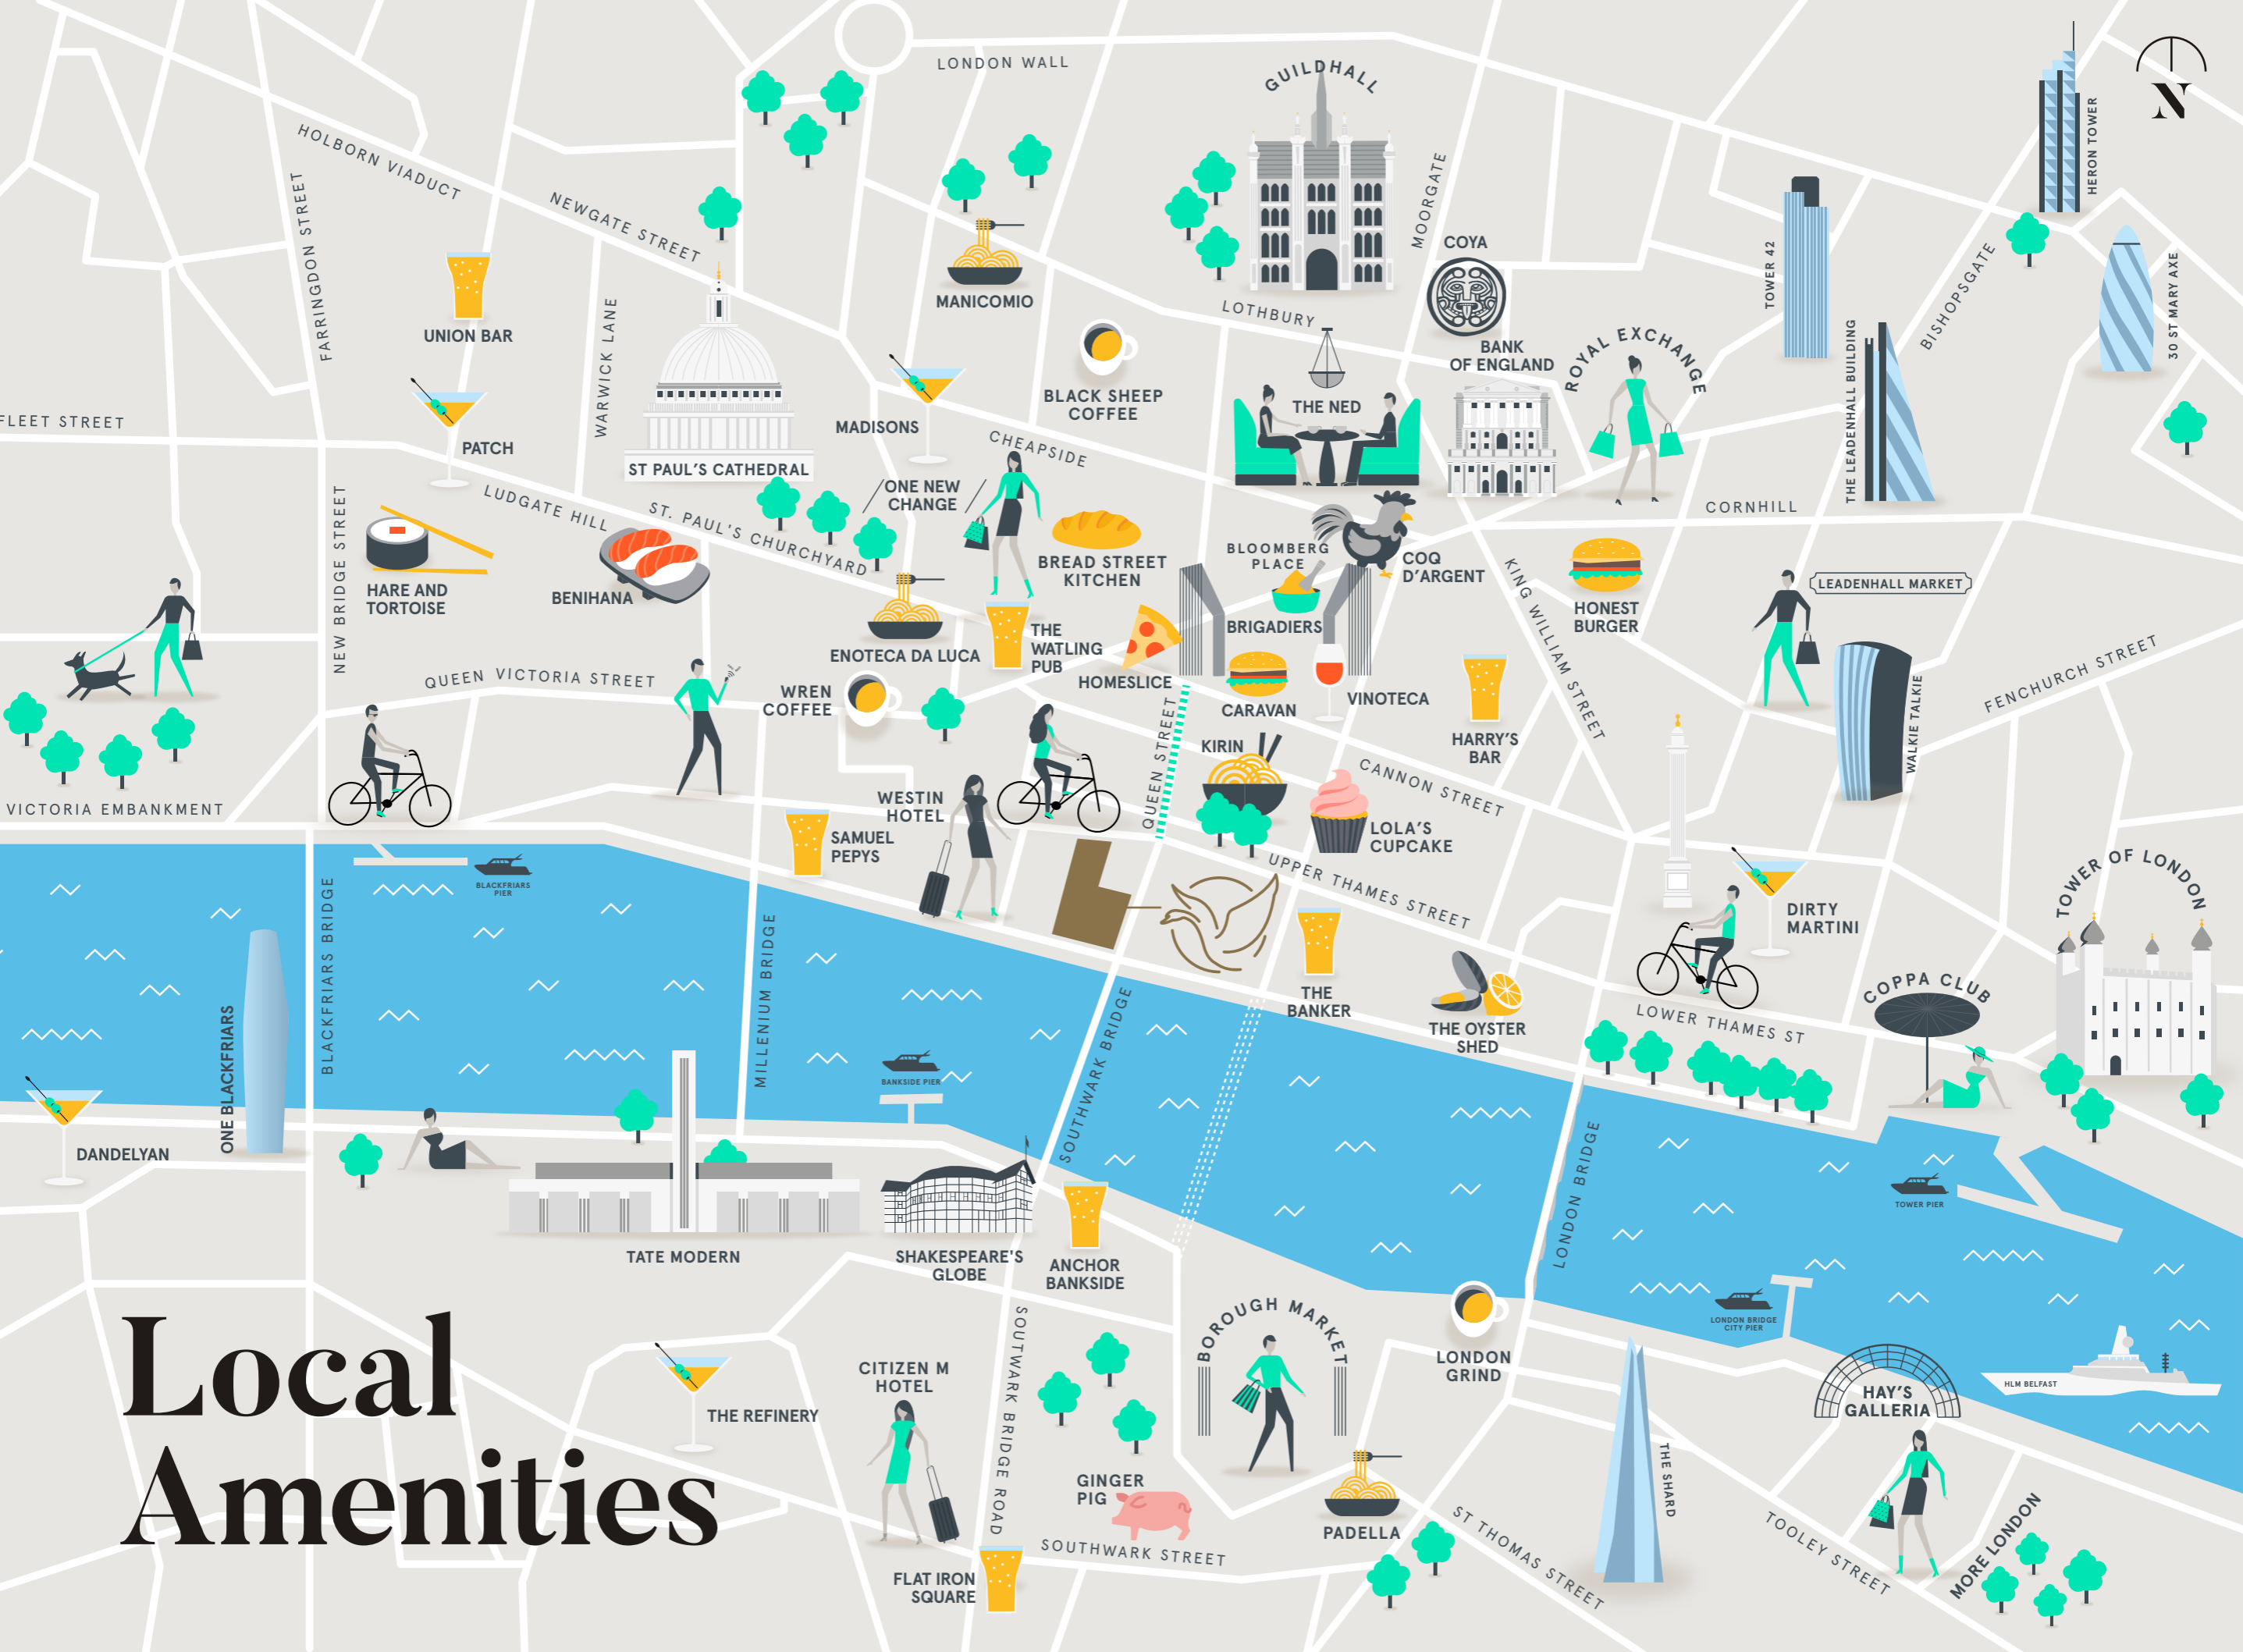 LONDON WALL
GUILDHALL
N
HERON TOWER
HOLBORN VIADUCT
FARRINGDON STREET
NEWGATE STREET
MOORGATE
COYA
TOWER 42
BISHOPSGATE
30 ST MARY AXE
UNION BAR
WARWICK LANE
MANICOMIO
LOTHBURY
BANK
OF ENGLAND
ROYAL EXCHANGE
THE LEADENHALL BUILDING
BLACK SHEEP
COFFEE
THE NED
FLEET STREET
PATCH
MADISONS
CHEAPSIDE
ST PAUL'S CATHEDRAL
LUDGATE HILL
ST. PAUL'S CHURCHYARD
ONE NEW
CHANGE
CORNHILL
NEW BRIDGE STREET
HARE AND
TORTOISE
BENIHANA
BREAD STREET
KITCHEN
BLOOMBERG
PLACE
COQ
D'ARGENT
KING WILLIAM STREET
HONEST
BURGER
LEADENHALL MARKET
BRIGADIERS
ENOTECA DA LUCA
THE
WATLING
PUB
HOMESLICE
QUEEN VICTORIA STREET
WREN
COFFEE
CARAVAN
VINOTECA
HARRY'S
BAR
WALKIE TALKIE
FENCHURCH STREET
QUEEN STREET
KIRIN
CANNON STREET
VICTORIA EMBANKMENT
WESTIN
HOTEL
SAMUEL
PEPYS
LOLA'S
CUPCAKE
UPPER THAMES STREET
BLACKFRIARS
PIER
BLACKFRIARS BRIDGE
MILLENIUM BRIDGE
DIRTY
MARTINI
TOWER OF LONDON
THE
BANKER
THE OYSTER
SHED
COPPA CLUB
LOWER THAMES ST
ONE BLACKFRIARS
BANKSIDE PIER
SOUTHWARK BRIDGE
LONDON BRIDGE
DANDELYAN
TOWER PIER
TATE MODERN
SHAKESPEARE'S
GLOBE
ANCHOR
BANKSIDE
LONDON BRIDGE
CITY PIER
BOROUGH MARKET
LONDON
GRIND
HLM BELFAST
HAY'S
GALLERIA
Local
Amenities
THE REFINERY
CITIZEN M
HOTEL
SOUTWARK BRIDGE ROAD
GINGER
PIG
PADELLA
THE SHARD
ST THOMAS STREET
TOOLEY STREET
MORE LONDON
SOUTHWARK STREET
FLAT IRON
SQUARE